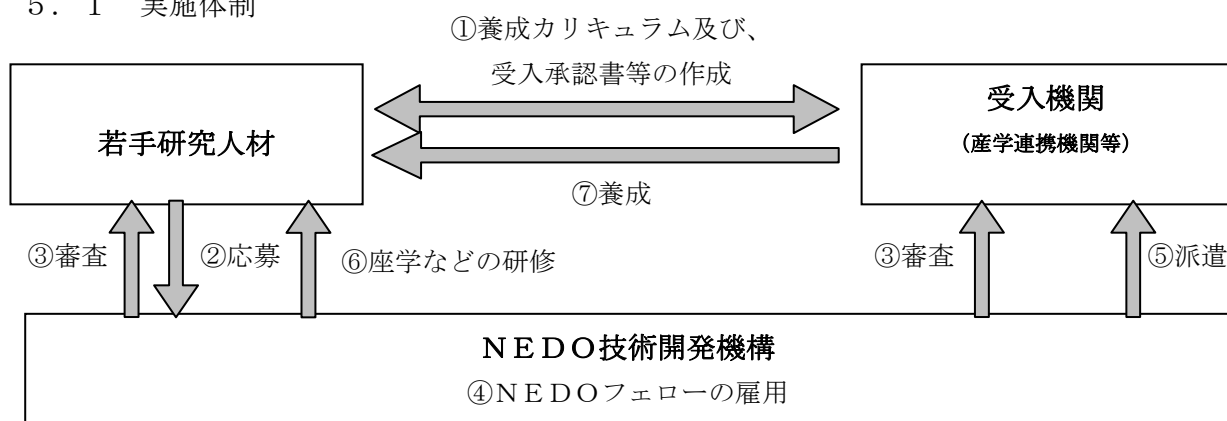 ５．１　実施体制
①養成カリキュラム及び、
受入承認書等の作成
若手研究人材
受入機関
（産学連携機関等）
⑦養成
③審査
②応募
⑥座学などの研修
③審査
⑤派遣
ＮＥＤＯ技術開発機構
④ＮＥＤＯフェローの雇用